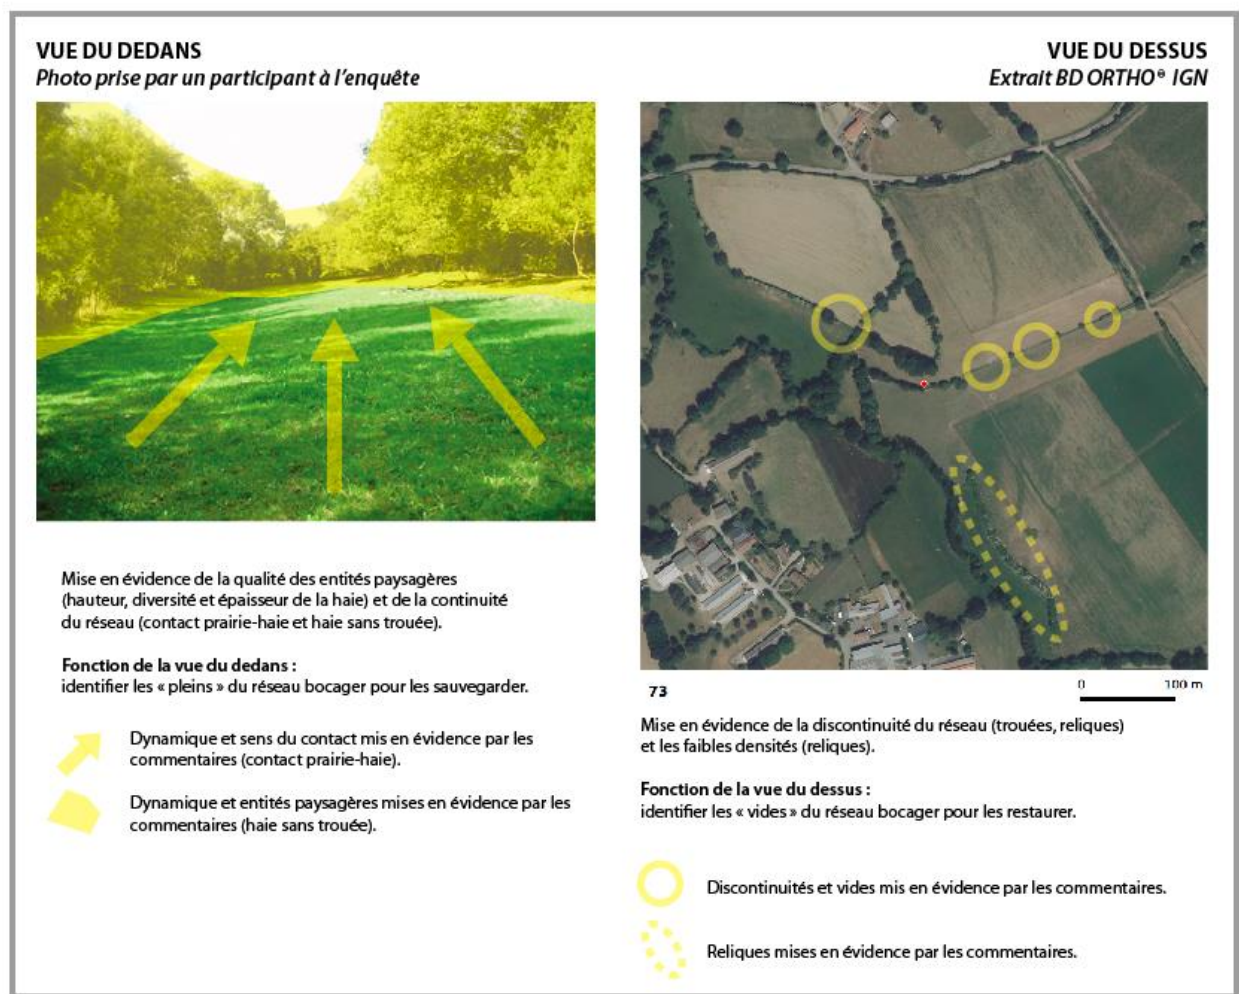 VUE DU DEDANS
Photo prise par un participant à l'enquête
VUE DU DESSUS
Extrait BD ORTHO® IGN
Mise en évidence de la qualité des entités paysagères
(hauteur, diversité et épaisseur de la haie) et de la continuité
du réseau (contact prairie-haie et haie sans trouée).
Fonction de la vue du dedans :
identifier les « pleins » du réseau bocager pour les sauvegarder.
Dynamique et sens du contact mis en évidence par les
commentaires (contact prairie-haie).
Dynamique et entités paysagères mises en évidence par les
commentaires (haie sans trouée).
73
0 100 m
Mise en évidence de la discontinuité du réseau (trouées, reliques)
et les faibles densités (reliques).
Fonction de la vue du dessus :
identifier les « vides » du réseau bocager pour les restaurer.
Discontinuités et vides mis en évidence par les commentaires.
Reliques mises en évidence par les commentaires.